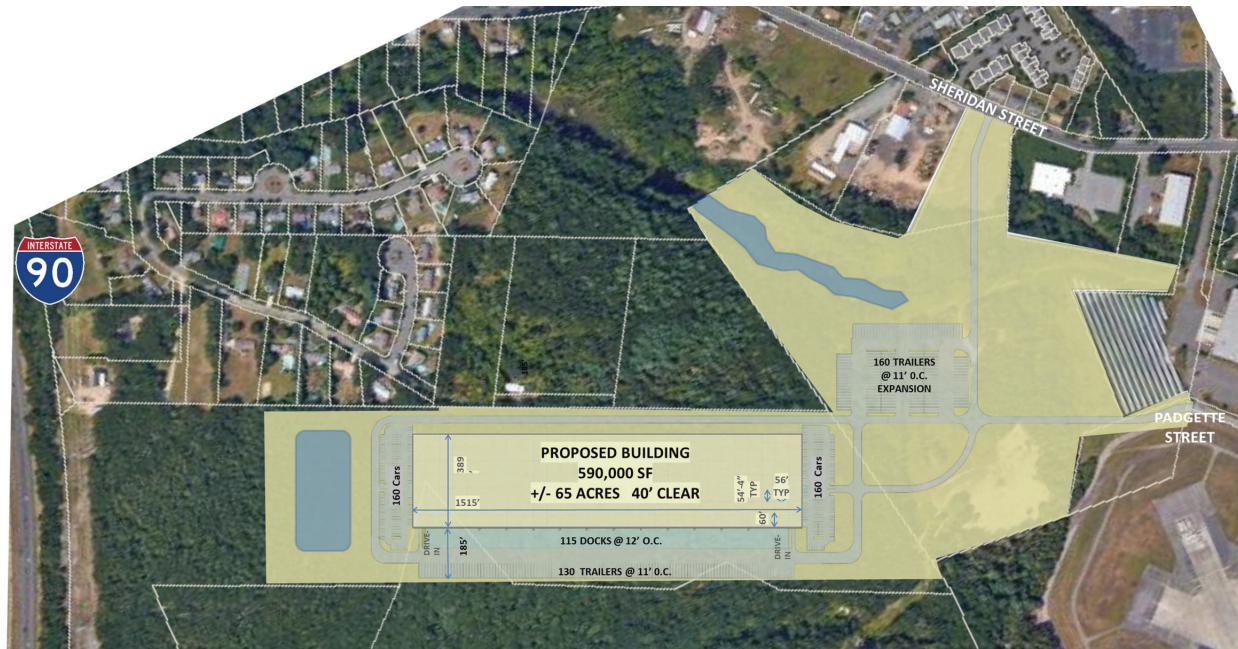 SHERIDAN STREET
INTERSTATE
90
160 TRAILERS
@ 11' O.C.
EXPANSION
PADGETTE
STREET
PROPOSED BUILDING
590,000 SF
+/- 65 ACRES 40' CLEAR
389
'
1515'
54'-4"
TYP
56'
TYP
60'
160 Cars
160 Cars
DRIVE-
IN
185'
115 DOCKS @ 12' O.C.
DRIVE-
IN
130 TRAILERS @ 11' O.C.